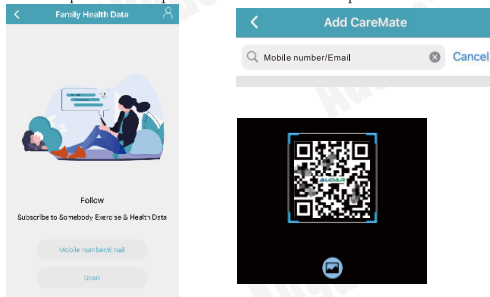 Family Health Data
Follow
Subscribe to Somebody Exercise & Health Data
Mobile number/Email
Scan
Add CareMate
Mobile number/Email
Cancel
AUDAR